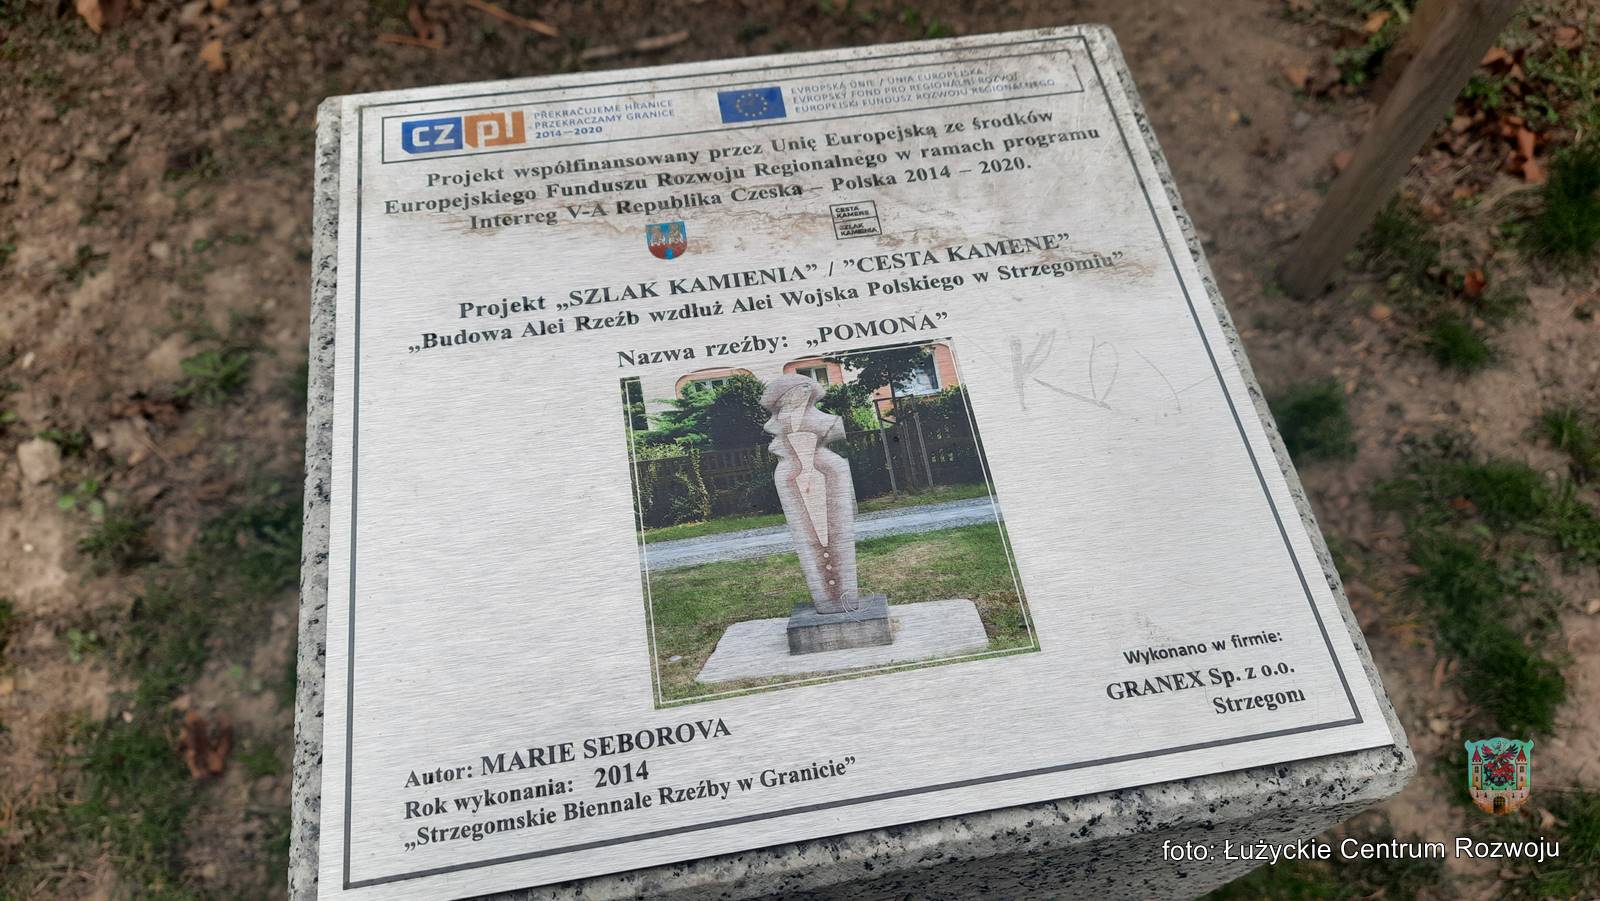 cz pl
PŘEKRAČUJEME HRANICE
PRZEKRACZAMY GRANICE
2014—2020
EVROPSKÁ UNIE / UNIA EUROPEJSKA
EVROPSKÝ FOND PRO REGIONÁLNÍ ROZVOJ
EUROPEJSKI FUNDUSZ ROZWOJU REGIONALNEGO
Projekt współfinansowany przez Unię Europejską ze środków
Europejskiego Funduszu Rozwoju Regionalnego w ramach programu
Interreg V-A Republika Czeska – Polska 2014 – 2020.
CESTA
KAMENE
SZLAK
KAMIENIA
Projekt „SZLAK KAMIENIA” / ”CESTA KAMENE”
„Budowa Alei Rzeźb wzdłuż Alei Wojska Polskiego w Strzegomiu”
Nazwa rzeźby: „POMONA”
Wykonano w firmie:
GRANEX Sp. z o.o.
Strzegom
Autor: MARIE SEBOROVA
Rok wykonania: 2014
„Strzegomskie Biennale Rzeźby w Granicie”
foto: Łużyckie Centrum Rozwoju